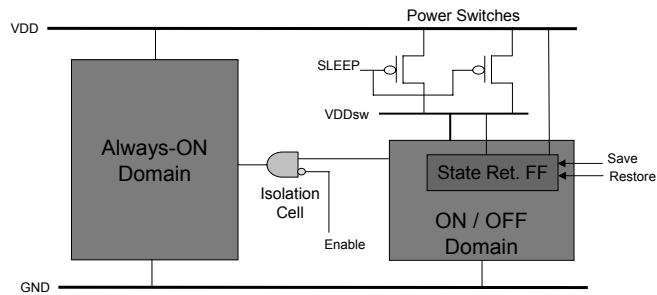 Power Switches
VDD
SLEEP
VDDsw
Always-ON
Domain
Isolation
Cell
Enable
State Ret. FF
Save
Restore
ON / OFF
Domain
GND